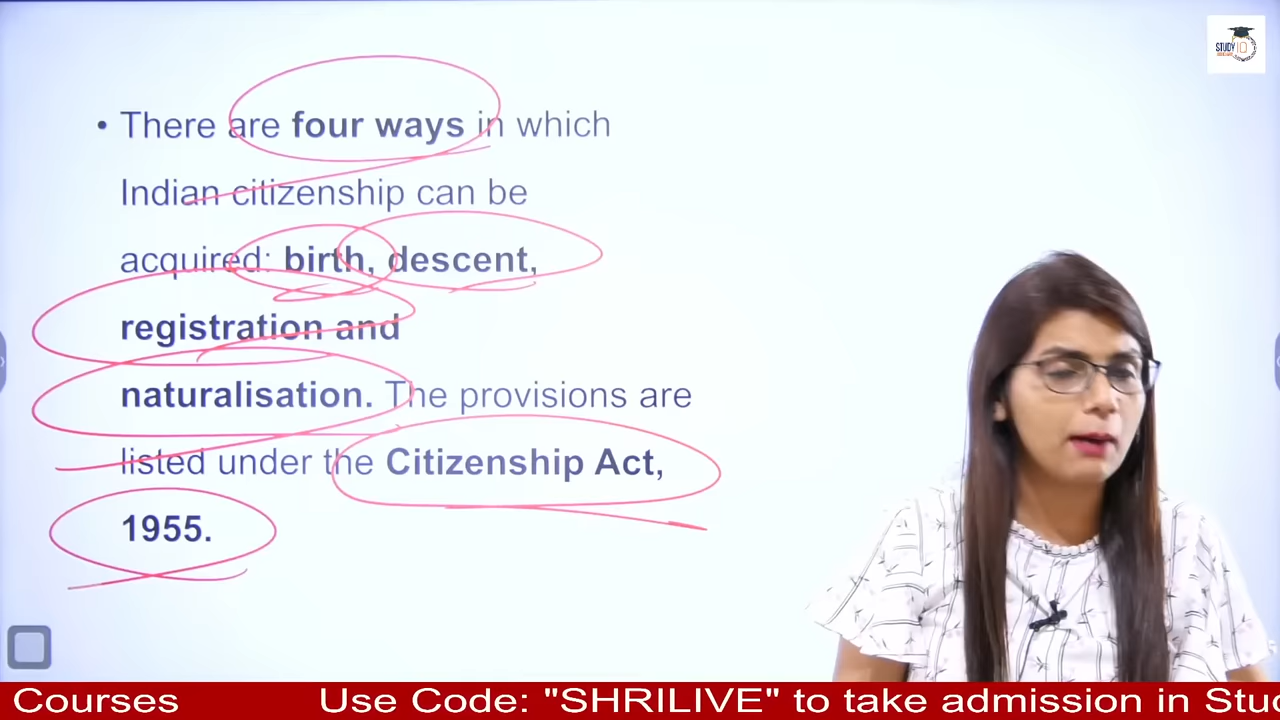 STUDY IQ
• There are four ways in which
Indian citizenship can be
acquired: birth, descent,
registration and
naturalisation. The provisions are
listed under the Citizenship Act,
1955.
Courses Use Code: "SHRILIVE" to take admission in Stu